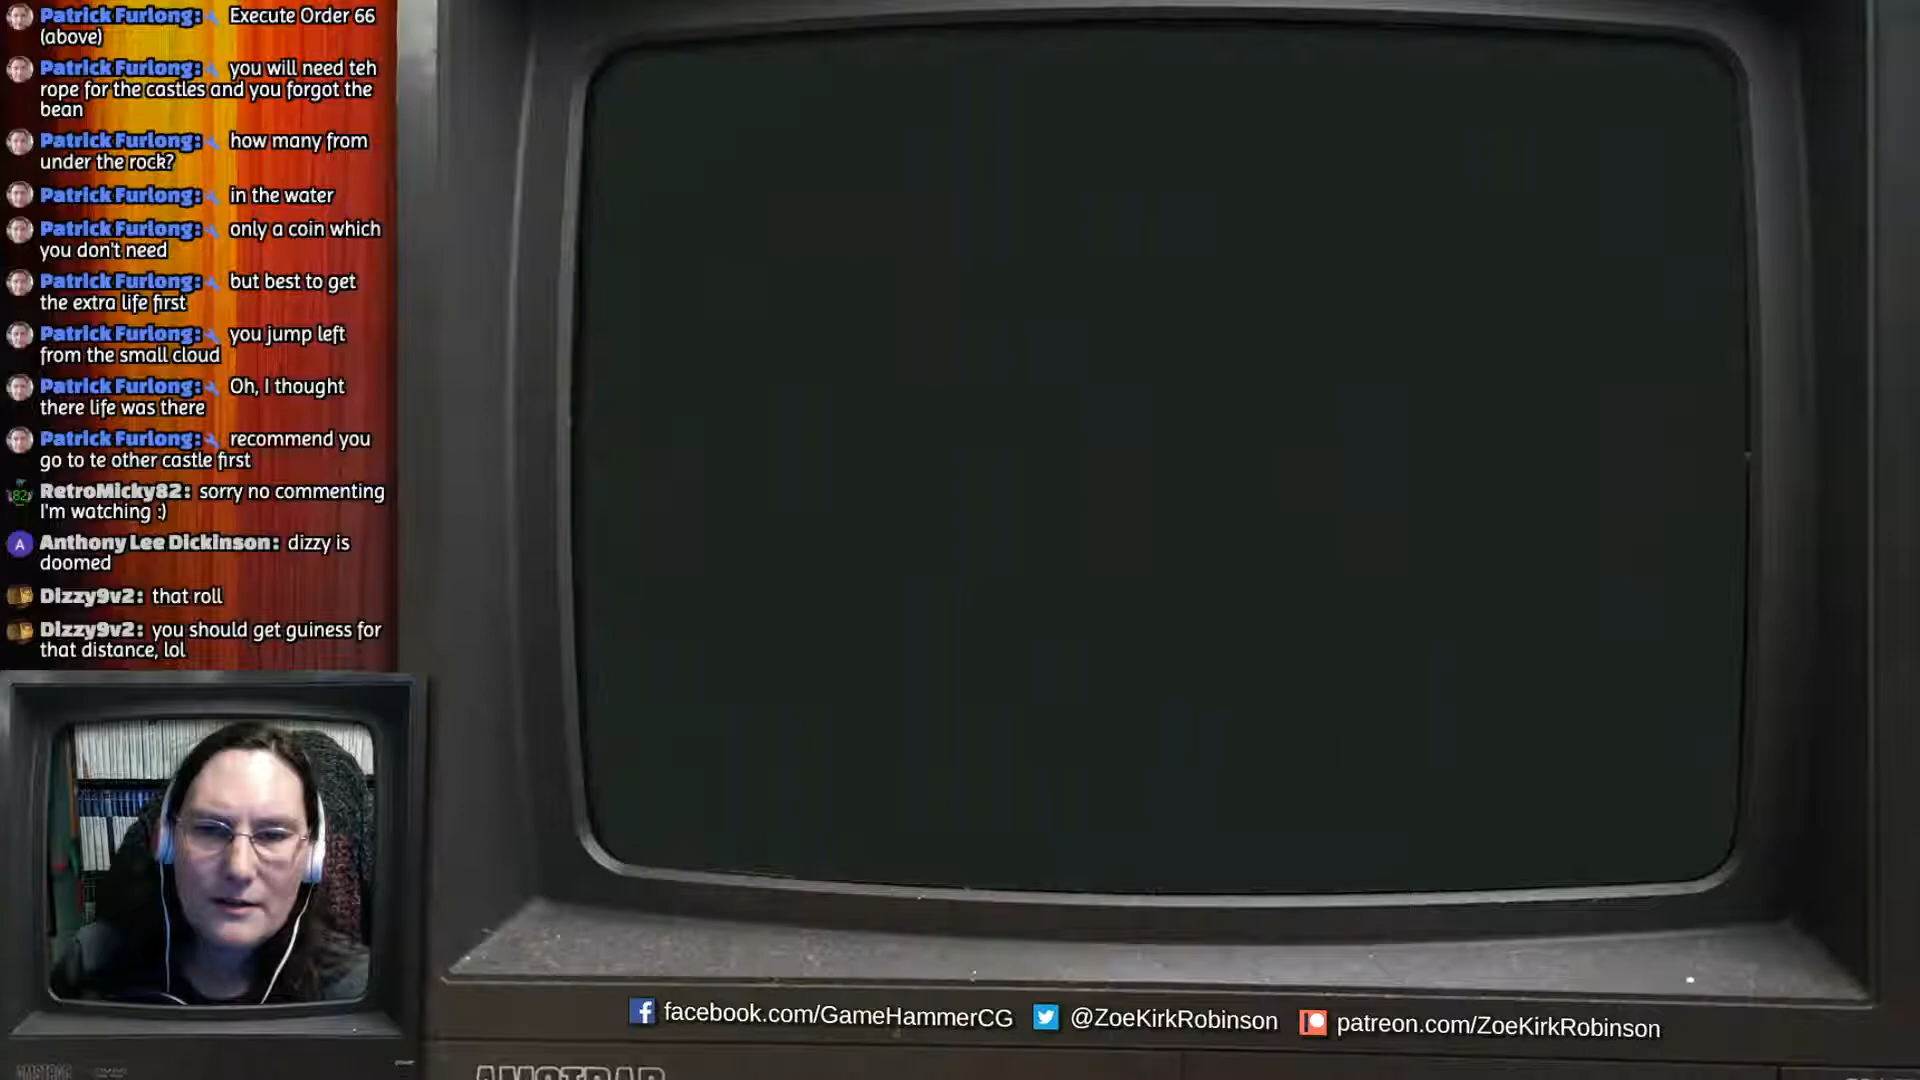 Patrick Furlong: Execute Order 66
(above)
Patrick Furlong: you will need teh
rope for the castles and you forgot the
bean
Patrick Furlong: how many from
under the rock?
Patrick Furlong: in the water
Patrick Furlong: only a coin which
you don't need
Patrick Furlong: but best to get
the extra life first
Patrick Furlong: you jump left
from the small cloud
Patrick Furlong: Oh, I thought
there life was there
Patrick Furlong: recommend you
go to te other castle first
82
RetroMicky82: sorry no commenting
I'm watching :)
A
Anthony Lee Dickinson: dizzy is
doomed
Dizzy9v2: that roll
Dizzy9v2: you should get guiness for
that distance, lol
facebook.com/GameHammerCG
@ZoeKirkRobinson
patreon.com/ZoeKirkRobinson
AMSTRAD
AMSTRAD